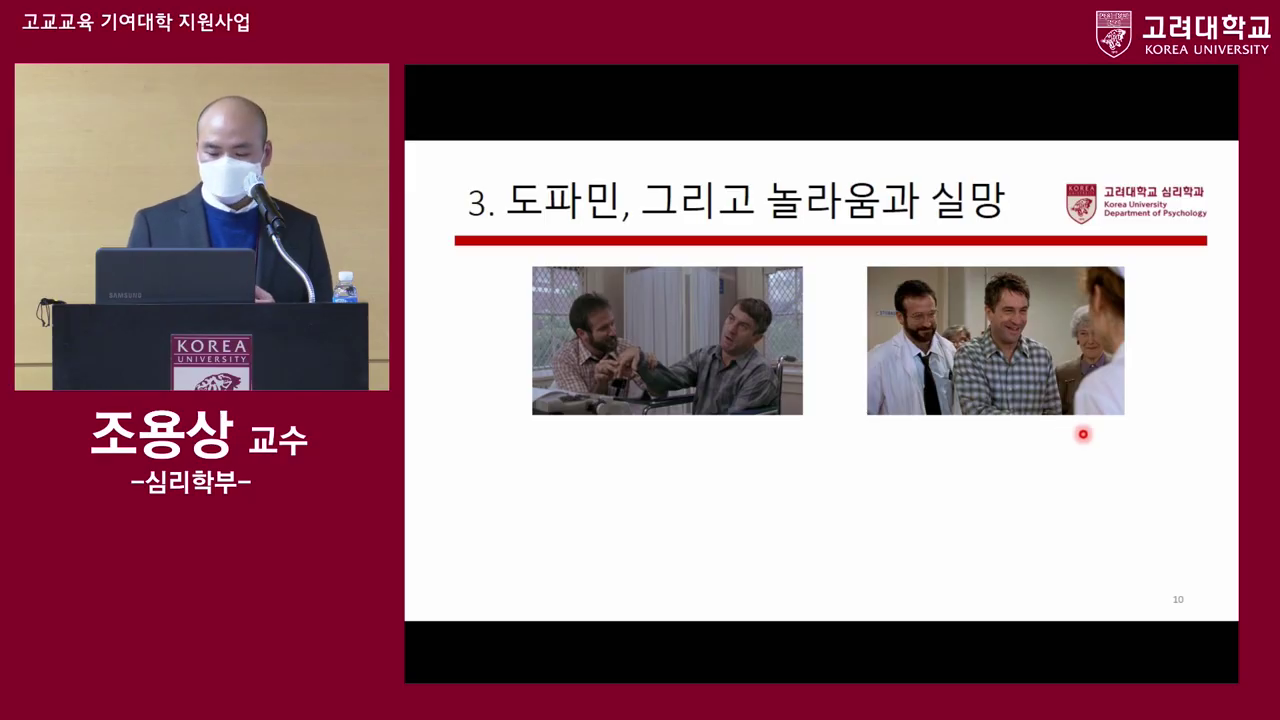 고교교육 기여대학 지원사업
고려대학교
KOREA UNIVERSITY
SAMSUNG
KOREA
UNIVERSITY
조용상 교수
-심리학부-
3. 도파민, 그리고 놀라움과 실망
KOREA
고려대학교 심리학과
Korea University
Department of Psychology
10